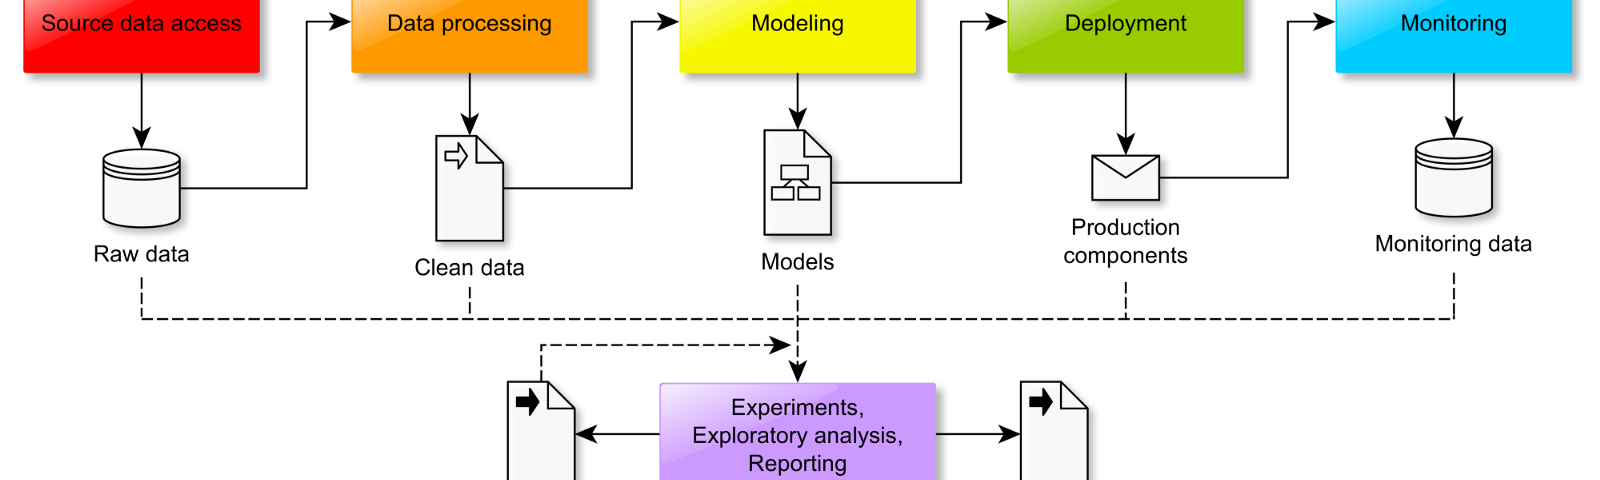 Source data access
Data processing
Modeling
Deployment
Monitoring
Raw data
Clean data
Models
Production
components
Monitoring data
Experiments,
Exploratory analysis,
Reporting